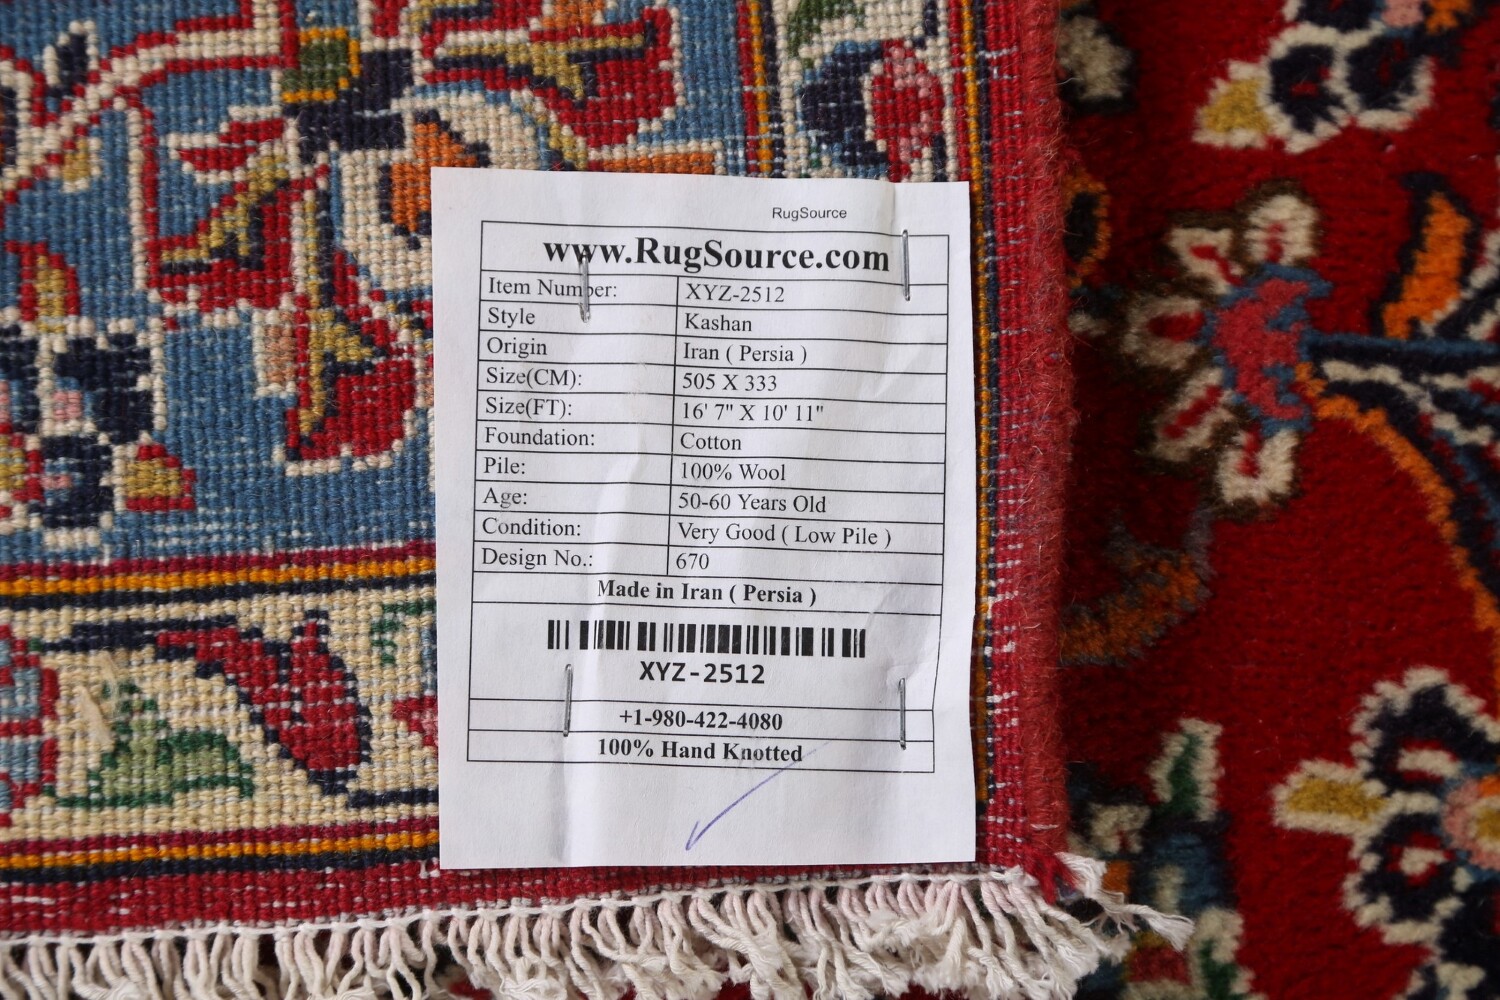 RugSource
www.RugSource.com
Item Number: XYZ-2512
Style Kashan
Origin Iran ( Persia )
Size(CM): 505 X 333
Size(FT): 16' 7" X 10' 11"
Foundation: Cotton
Pile: 100% Wool
Age: 50-60 Years Old
Condition: Very Good ( Low Pile )
Design No.: 670
Made in Iran ( Persia )
XYZ-2512
+1-980-422-4080
100% Hand Knotted